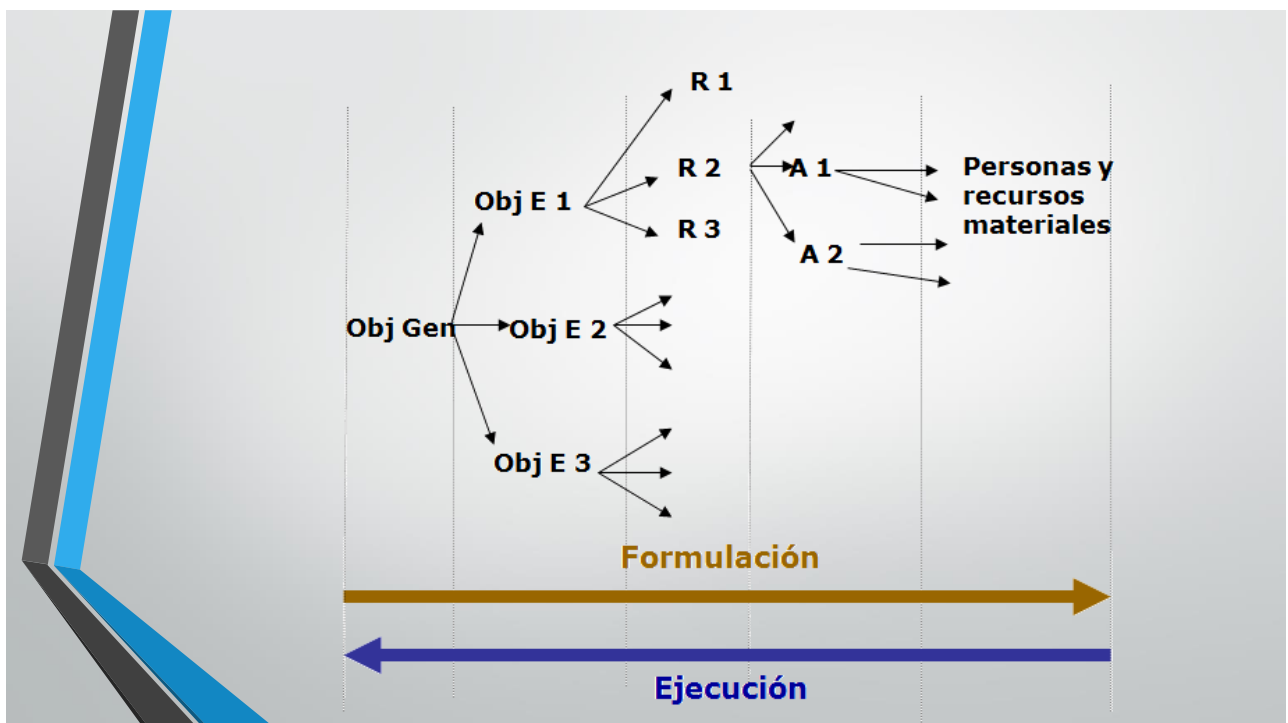 R 1
R 2
A 1
Personas y
recursos
materiales
Obj E 1
R 3
A 2
Obj Gen
Obj E 2
Obj E 3
Formulación
Ejecución